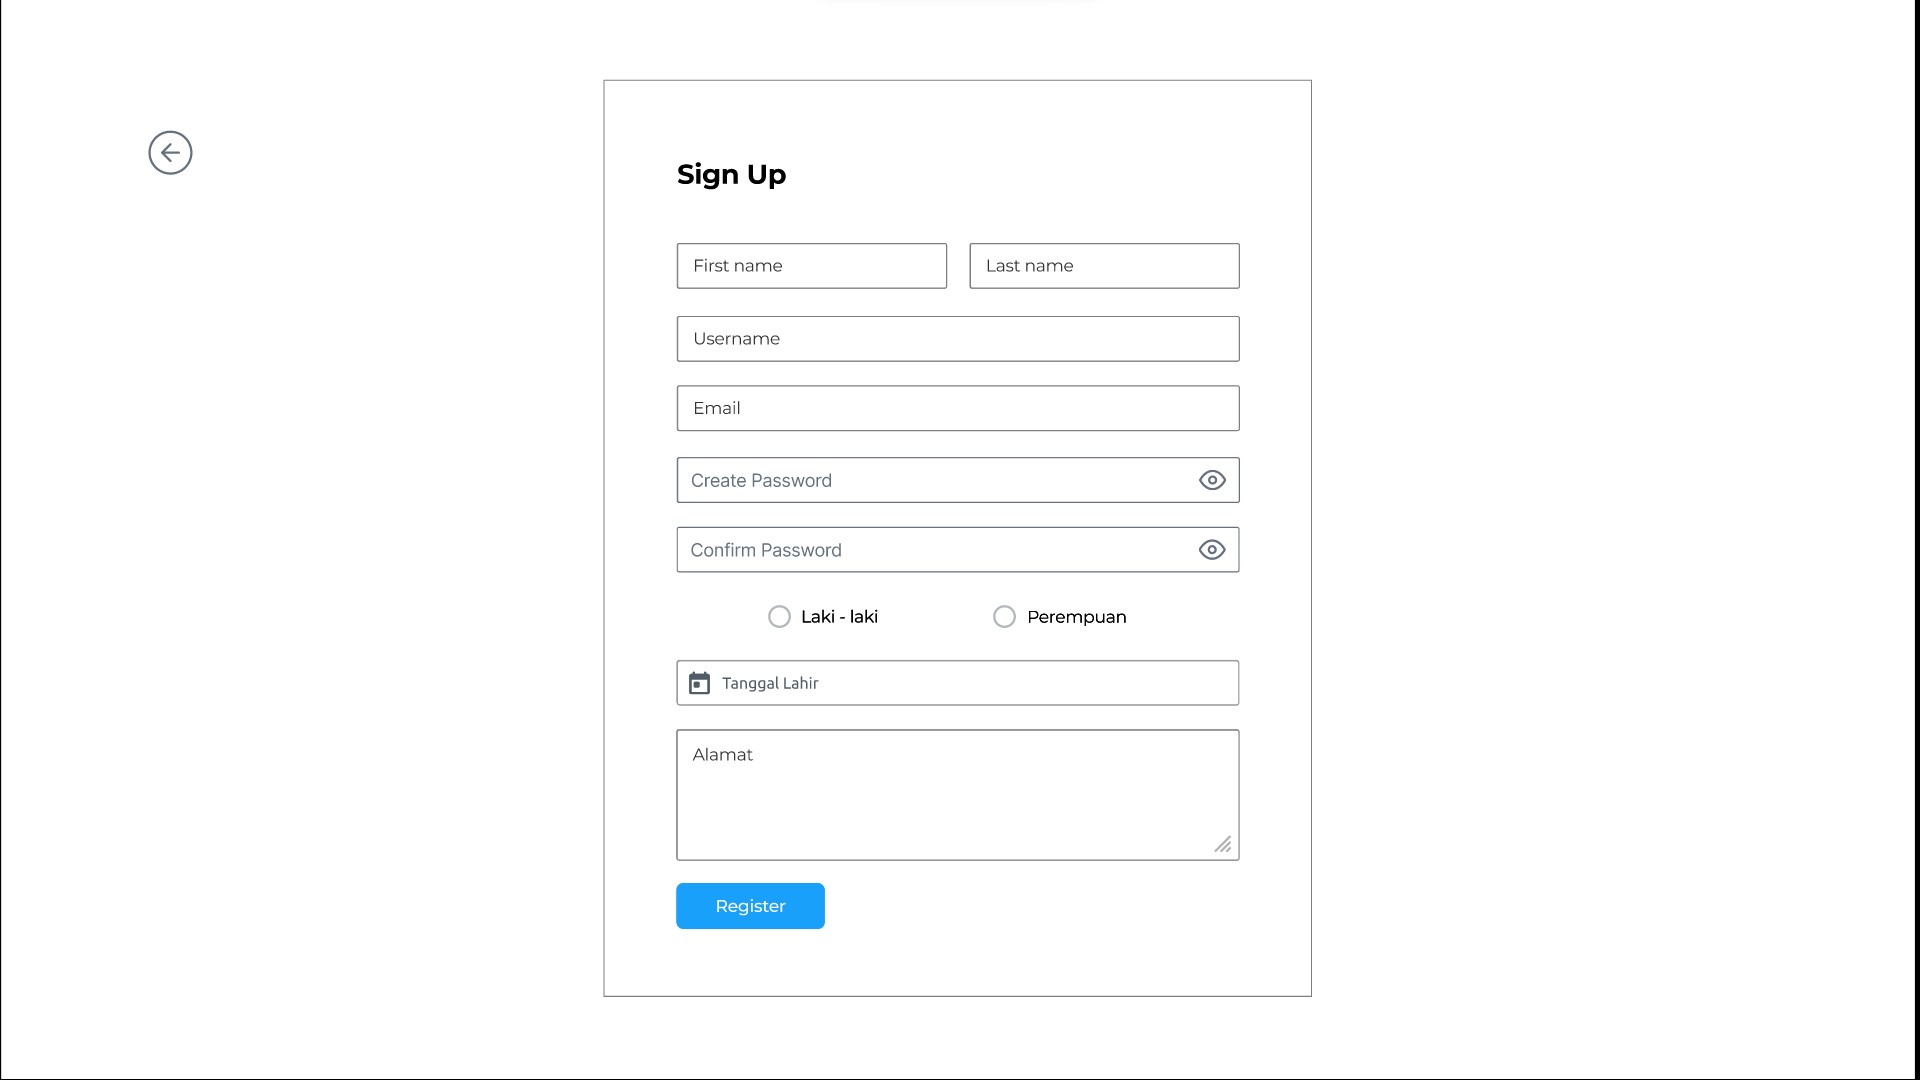 Sign Up
First name
Last name
Username
Email
Create Password
Confirm Password
Laki - laki
Perempuan
Tanggal Lahir
Alamat
Register